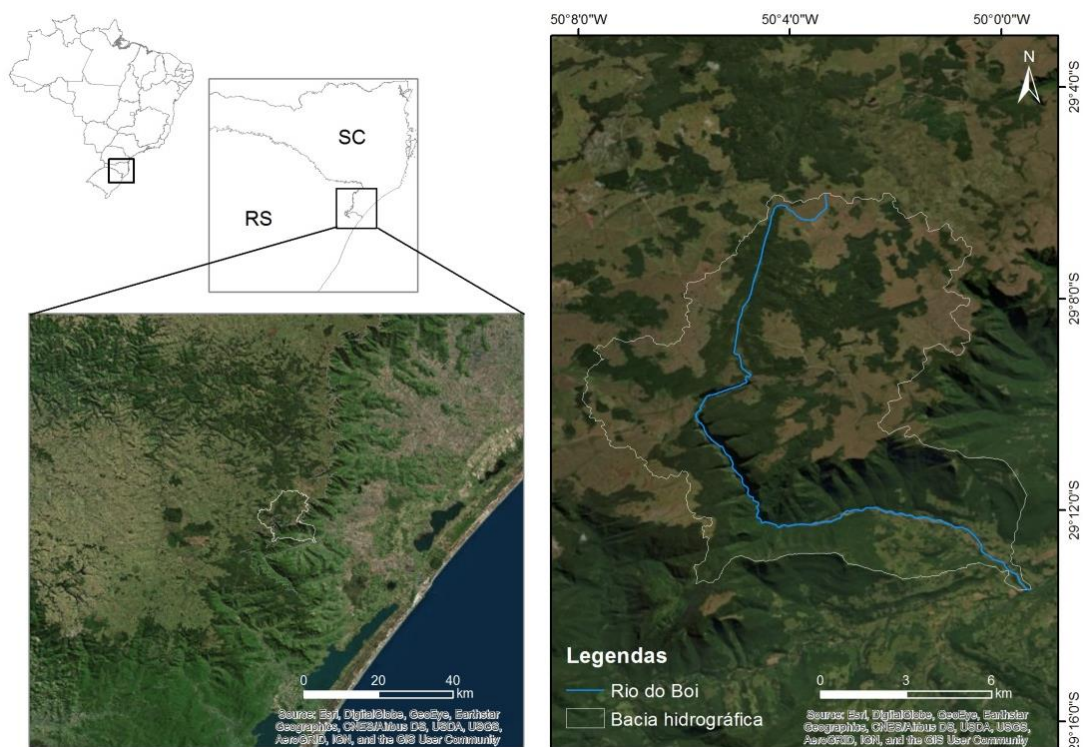 50°8'0"W
50°4'0"W
50°0'0"W
N
29°4'0"S
29°8'0"S
29°12'0"S
29°16'0"S
SC
RS
0 20 40
km
Source: Esri, DigitalGlobe, GeoEye, Earthstar
Geographics, CNES/Airbus DS, USDA, USGS,
AeroGRID, IGN, and the GIS User Community
Legendas
Rio do Boi
Bacia hidrográfica
0 3 6
km
Source: Esri, DigitalGlobe, GeoEye, Earthstar
Geographics, CNES/Airbus DS, USDA, USGS,
AeroGRID, IGN, and the GIS User Community